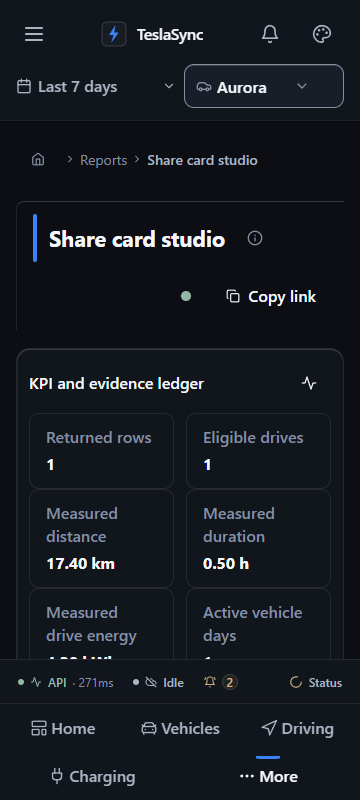 TeslaSync
Last 7 days
Aurora
Reports
Share card studio
Share card studio
Copy link
KPI and evidence ledger
Returned rows
1
Eligible drives
1
Measured
distance
17.40 km
Measured
duration
0.50 h
Measured
drive energy
Active vehicle
days
API · 271ms
Idle
2
Status
Home
Vehicles
Driving
Charging
More